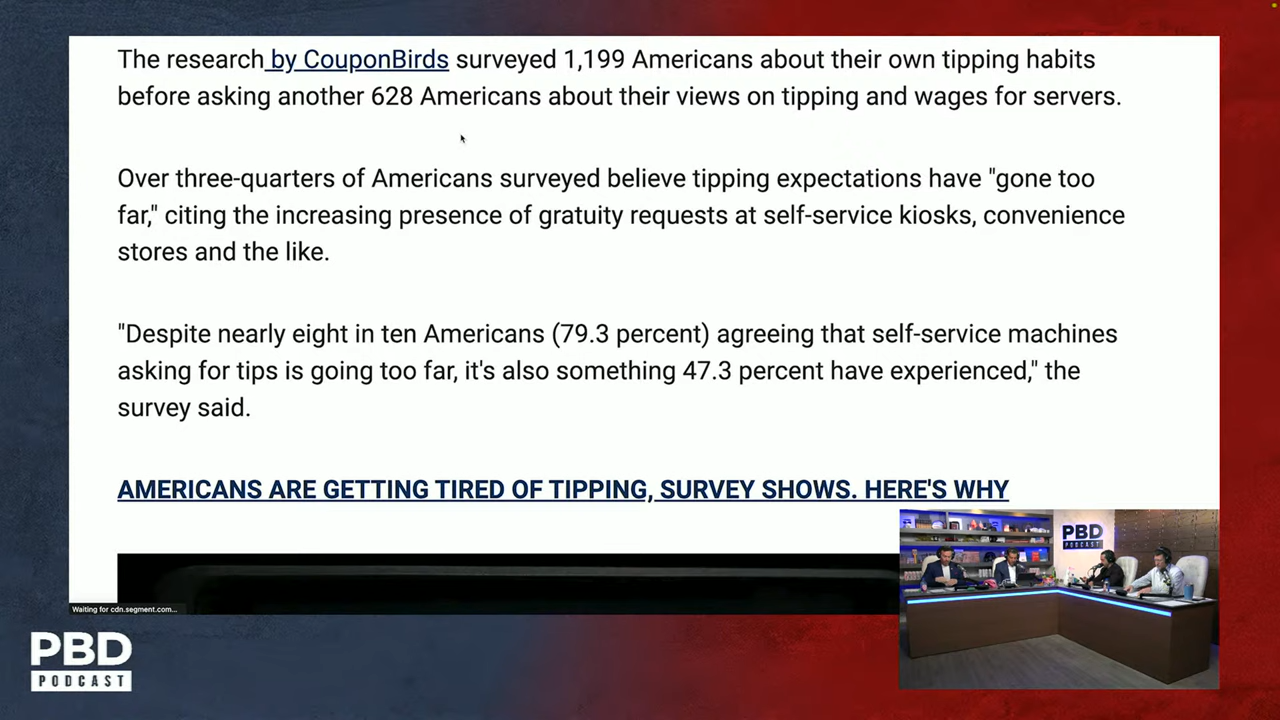 The research by CouponBirds surveyed 1,199 Americans about their own tipping habits
before asking another 628 Americans about their views on tipping and wages for servers.
Over three-quarters of Americans surveyed believe tipping expectations have "gone too
far," citing the increasing presence of gratuity requests at self-service kiosks, convenience
stores and the like.
"Despite nearly eight in ten Americans (79.3 percent) agreeing that self-service machines
asking for tips is going too far, it's also something 47.3 percent have experienced," the
survey said.
AMERICANS ARE GETTING TIRED OF TIPPING, SURVEY SHOWS. HERE'S WHY
Waiting for cdn.segment.com...
PBD
PODCAST
PBD
PODCAST